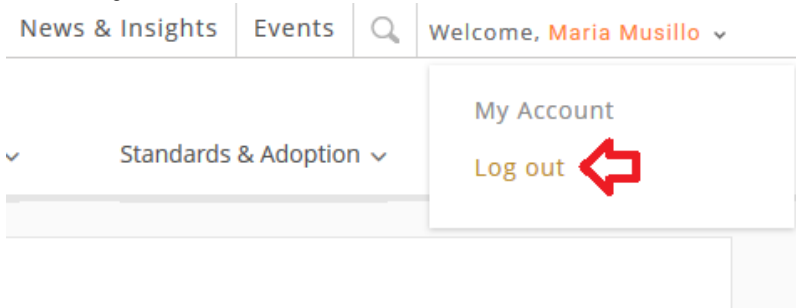 News & Insights Events Welcome, Maria Musillo
My Account
Standards & Adoption
Log out